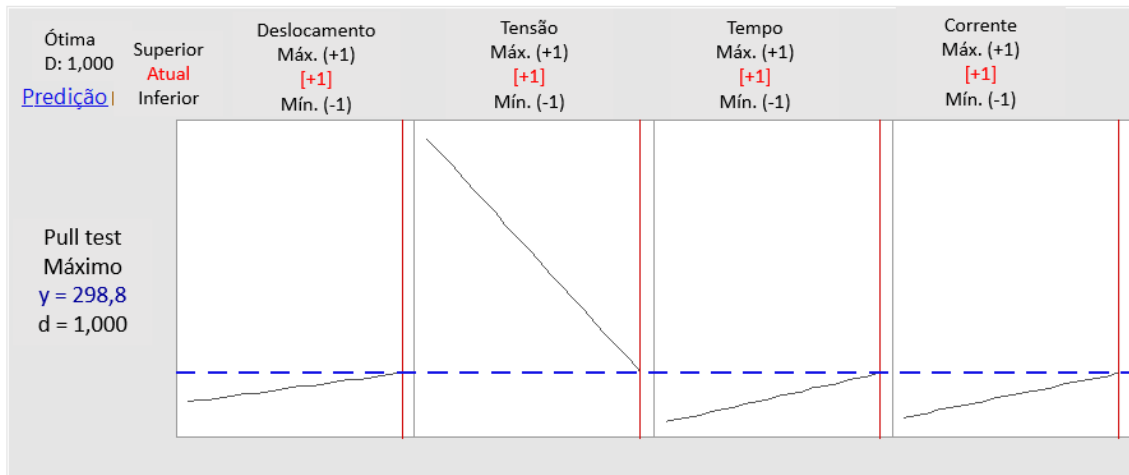 Ótima
D: 1,000
Predição
Superior
Atual
Inferior
Deslocamento
Máx. (+1)
[+1]
Mín. (-1)
Tensão
Máx. (+1)
[+1]
Mín. (-1)
Tempo
Máx. (+1)
[+1]
Mín. (-1)
Corrente
Máx. (+1)
[+1]
Mín. (-1)
Pull test
Máximo
y = 298,8
d = 1,000